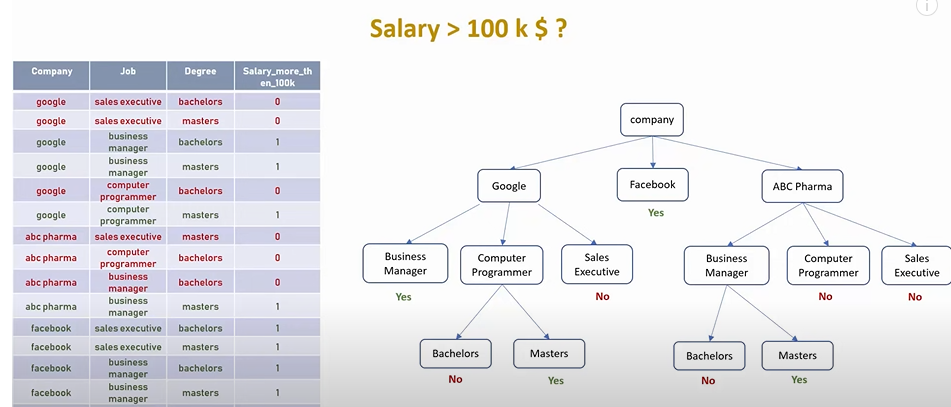 Salary > 100 k $ ?
Company Job Degree Salary_more_th
en_100k
google sales executive bachelors 0
google sales executive masters 0
google business manager bachelors 1
google business manager masters 1
google computer programmer bachelors 0
google computer programmer masters 1
abc pharma sales executive masters 0
abc pharma computer programmer bachelors 0
abc pharma business manager bachelors 0
abc pharma business manager masters 1
facebook sales executive bachelors 1
facebook sales executive masters 1
facebook business manager bachelors 1
facebook business manager masters 1
company
Google Facebook ABC Pharma
Yes
Business Manager
Computer Programmer
Sales Executive
Business Manager
Computer Programmer
Sales Executive
Yes No No No
Bachelors Masters Bachelors Masters
No Yes No Yes